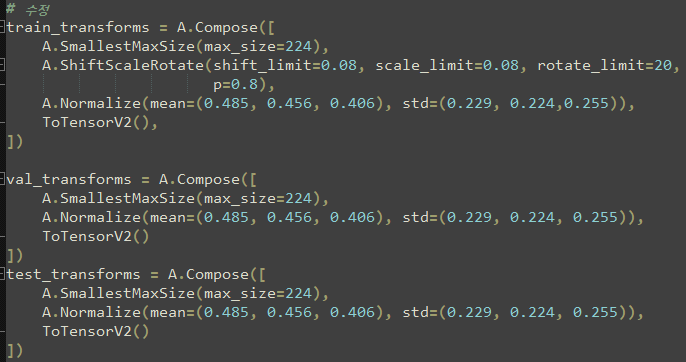 # 수정
train_transforms = A.Compose([
    A.SmallestMaxSize(max_size=224),
    A.ShiftScaleRotate(shift_limit=0.08, scale_limit=0.08, rotate_limit=20,
                       p=0.8),
    A.Normalize(mean=(0.485, 0.456, 0.406), std=(0.229, 0.224,0.255)),
    ToTensorV2(),
])

val_transforms = A.Compose([
    A.SmallestMaxSize(max_size=224),
    A.Normalize(mean=(0.485, 0.456, 0.406), std=(0.229, 0.224, 0.255)),
    ToTensorV2()
])
test_transforms = A.Compose([
    A.SmallestMaxSize(max_size=224),
    A.Normalize(mean=(0.485, 0.456, 0.406), std=(0.229, 0.224, 0.255)),
    ToTensorV2()
])